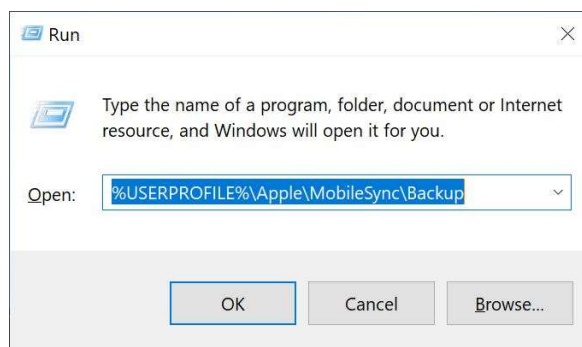 Run
Type the name of a program, folder, document or Internet
resource, and Windows will open it for you.
Open: %USERPROFILE%\Apple\MobileSync\Backup
OK Cancel Browse...